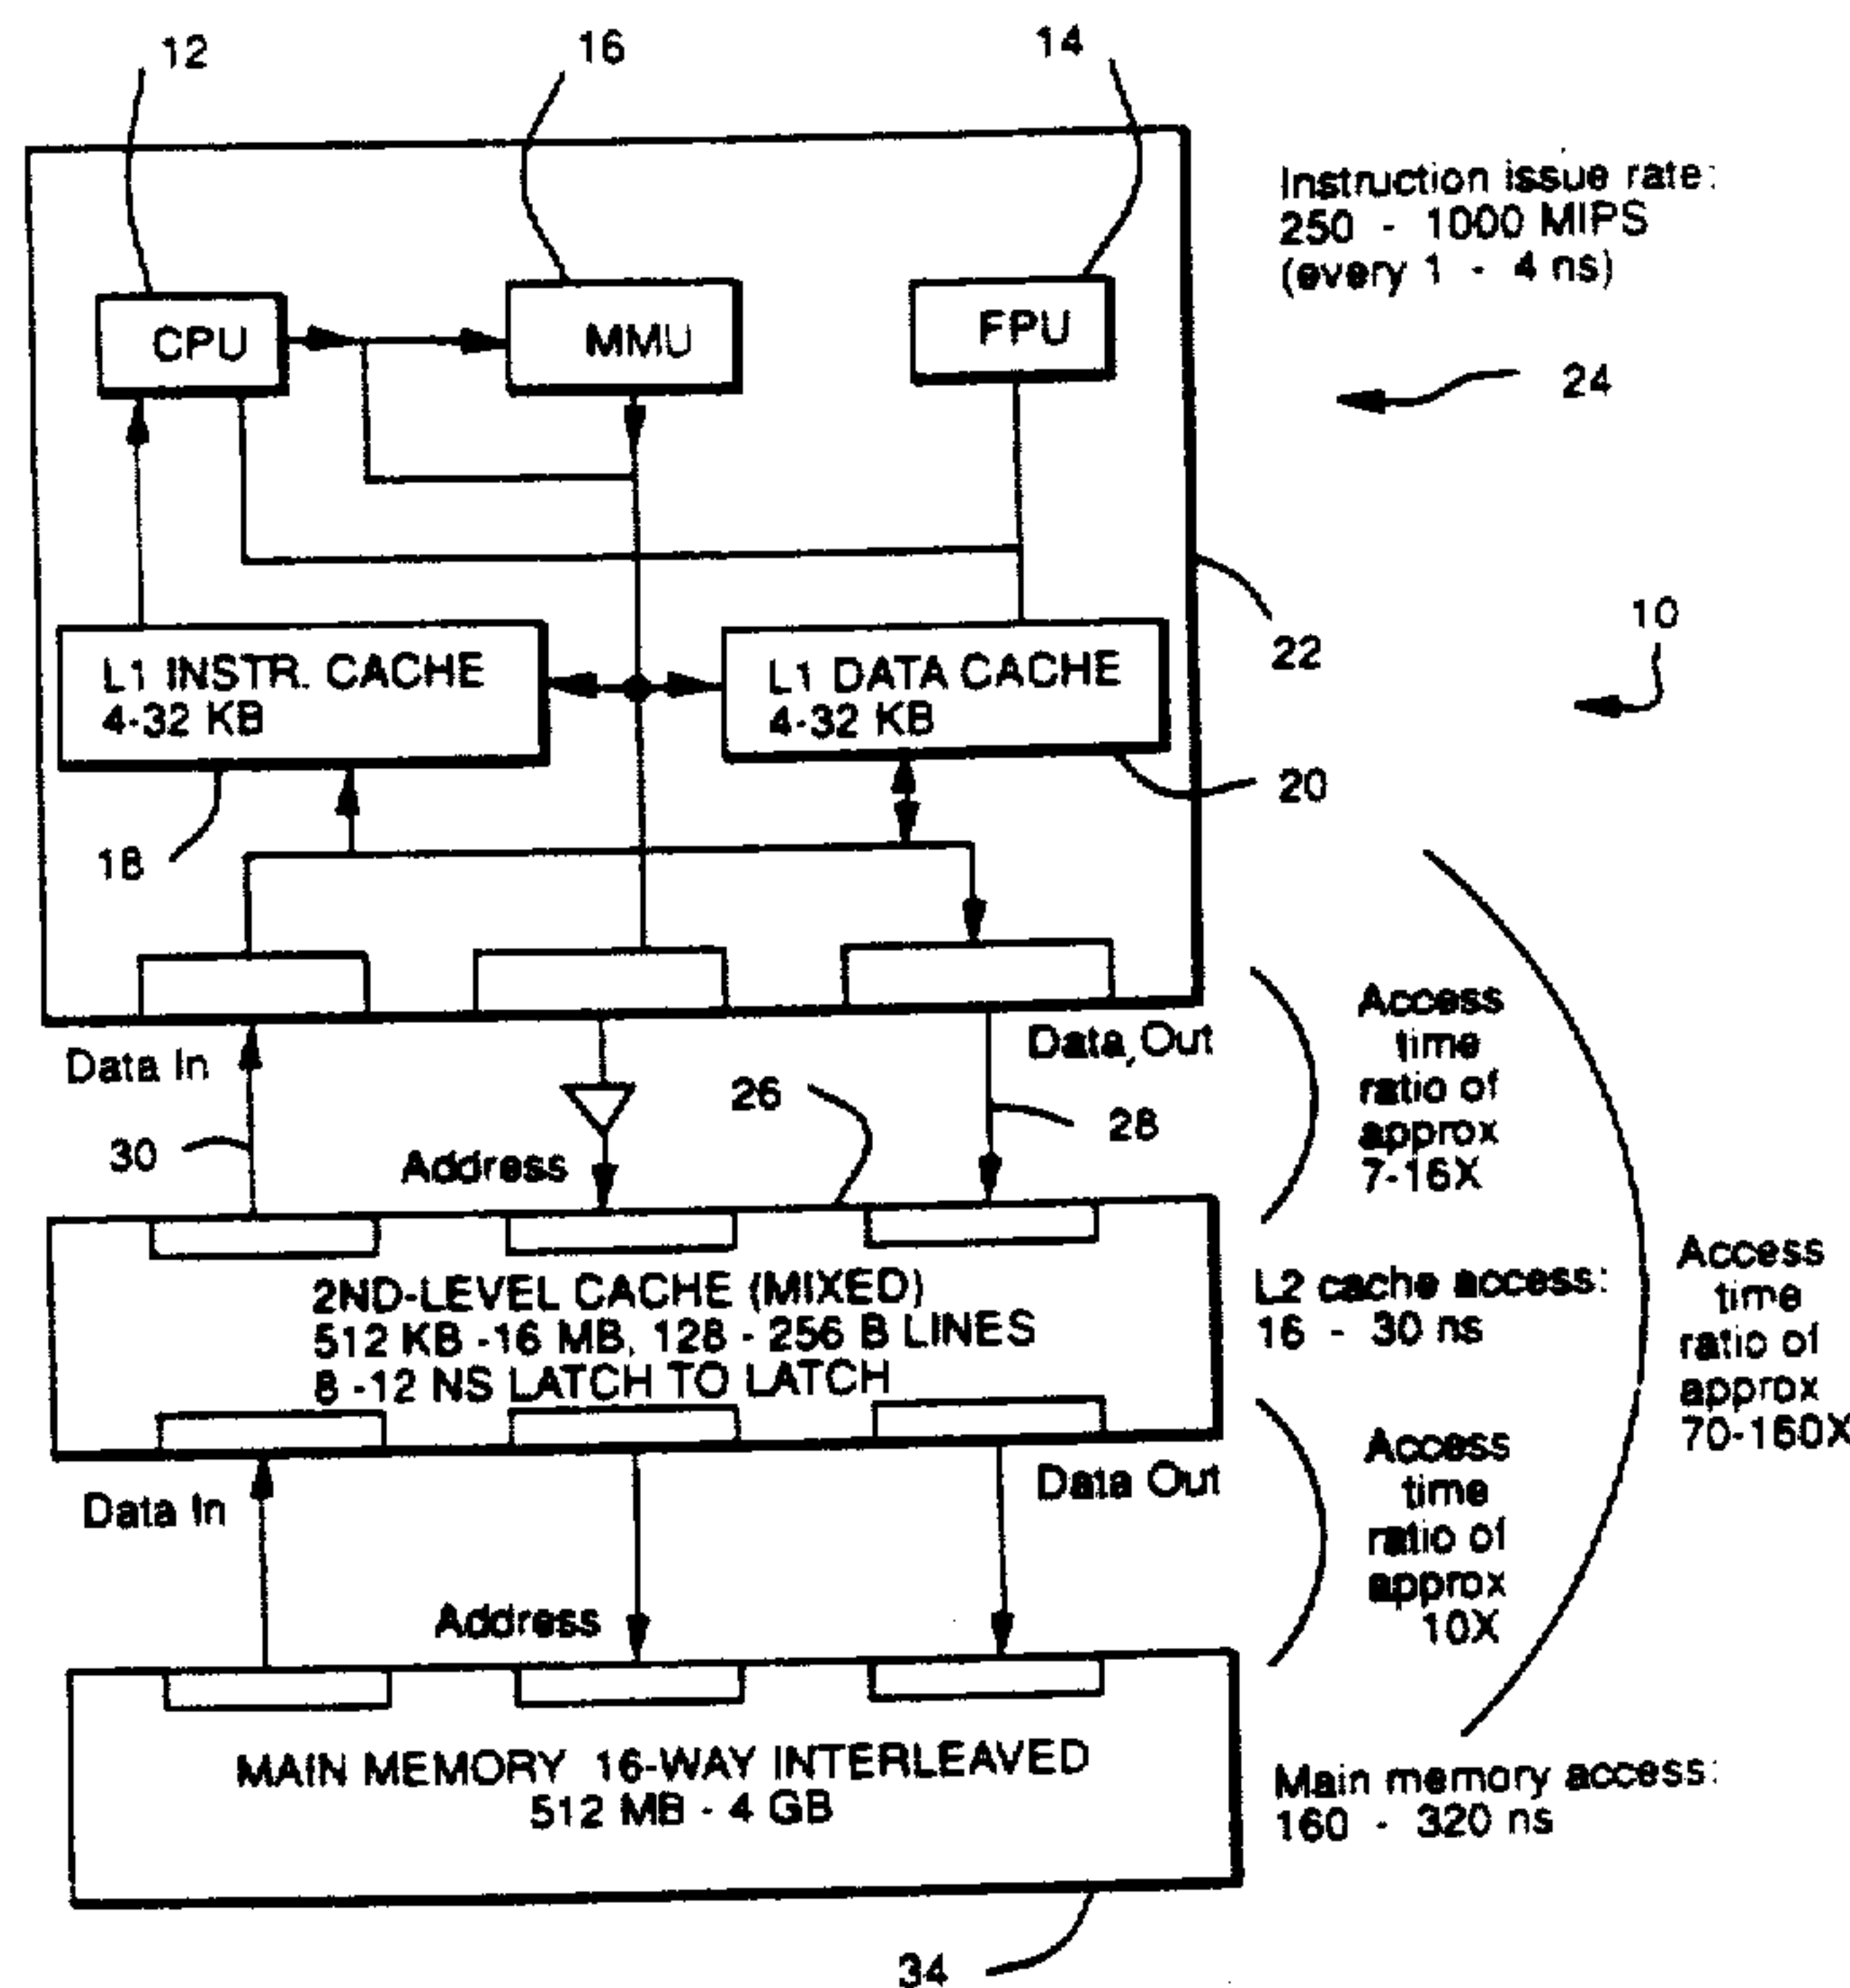 12
16
14
Instruction issue rate:
250 - 1000 MIPS
(every 1 - 4 ns)
CPU
MMU
FPU
24
10
22
L1 INSTR. CACHE
4-32 KB
L1 DATA CACHE
4-32 KB
20
18
Data In
Data Out
Access
time
ratio of
approx
7-16X
26
28
30
Address
2ND-LEVEL CACHE (MIXED)
512 KB -16 MB, 128 - 256 B LINES
8 -12 NS LATCH TO LATCH
L2 cache access:
16 - 30 ns
Access
time
ratio of
approx
70-160X
Data In
Data Out
Access
time
ratio of
approx
10X
Address
MAIN MEMORY 16-WAY INTERLEAVED
512 MB - 4 GB
Main memory access:
160 - 320 ns
34